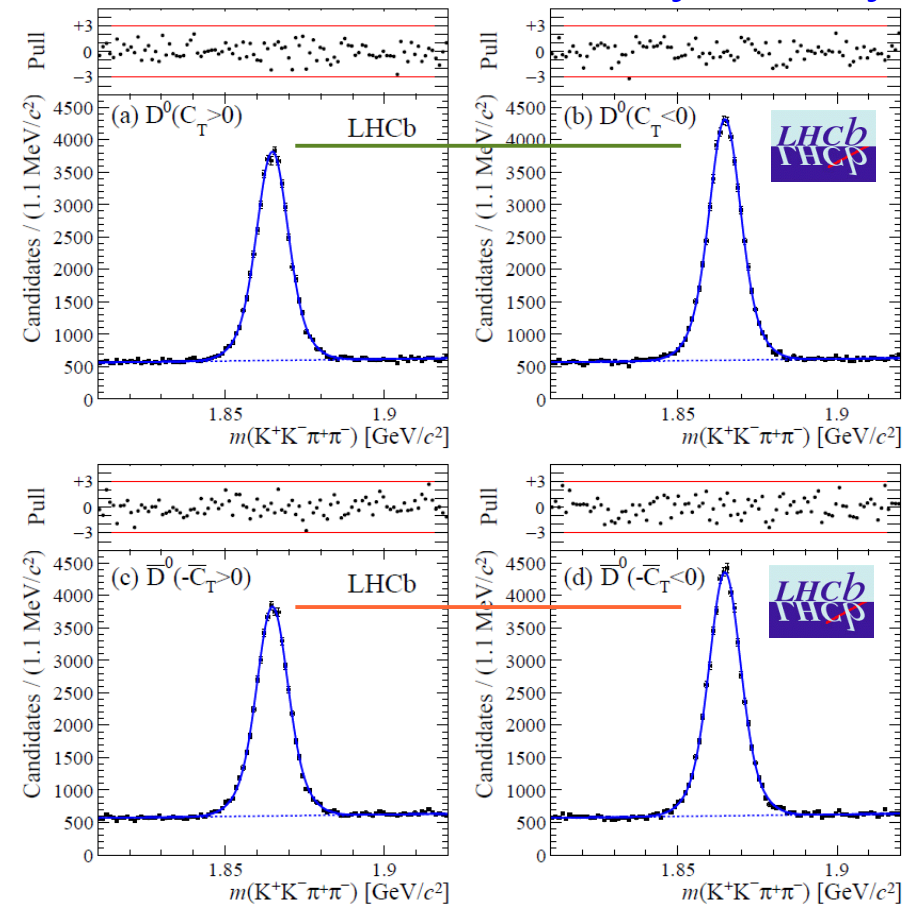 +3
0
−3
Pull
(a) D⁰(C_T>0)
LHCb
4500
4000
3500
3000
2500
2000
1500
1000
500
0
Candidates / (1.1 MeV/c²)
1.85
1.9
m(K⁺K⁻π⁺π⁻) [GeV/c²]
+3
0
−3
Pull
(b) D⁰(C_T<0)
LHCb
LHCb
4500
4000
3500
3000
2500
2000
1500
1000
500
0
Candidates / (1.1 MeV/c²)
1.85
1.9
m(K⁺K⁻π⁺π⁻) [GeV/c²]
+3
0
−3
Pull
(c) D̅⁰(-C̅_T>0)
LHCb
4500
4000
3500
3000
2500
2000
1500
1000
500
0
Candidates / (1.1 MeV/c²)
1.85
1.9
m(K⁺K⁻π⁺π⁻) [GeV/c²]
+3
0
−3
Pull
(d) D̅⁰(-C̅_T<0)
LHCb
LHCb
4500
4000
3500
3000
2500
2000
1500
1000
500
0
Candidates / (1.1 MeV/c²)
1.85
1.9
m(K⁺K⁻π⁺π⁻) [GeV/c²]